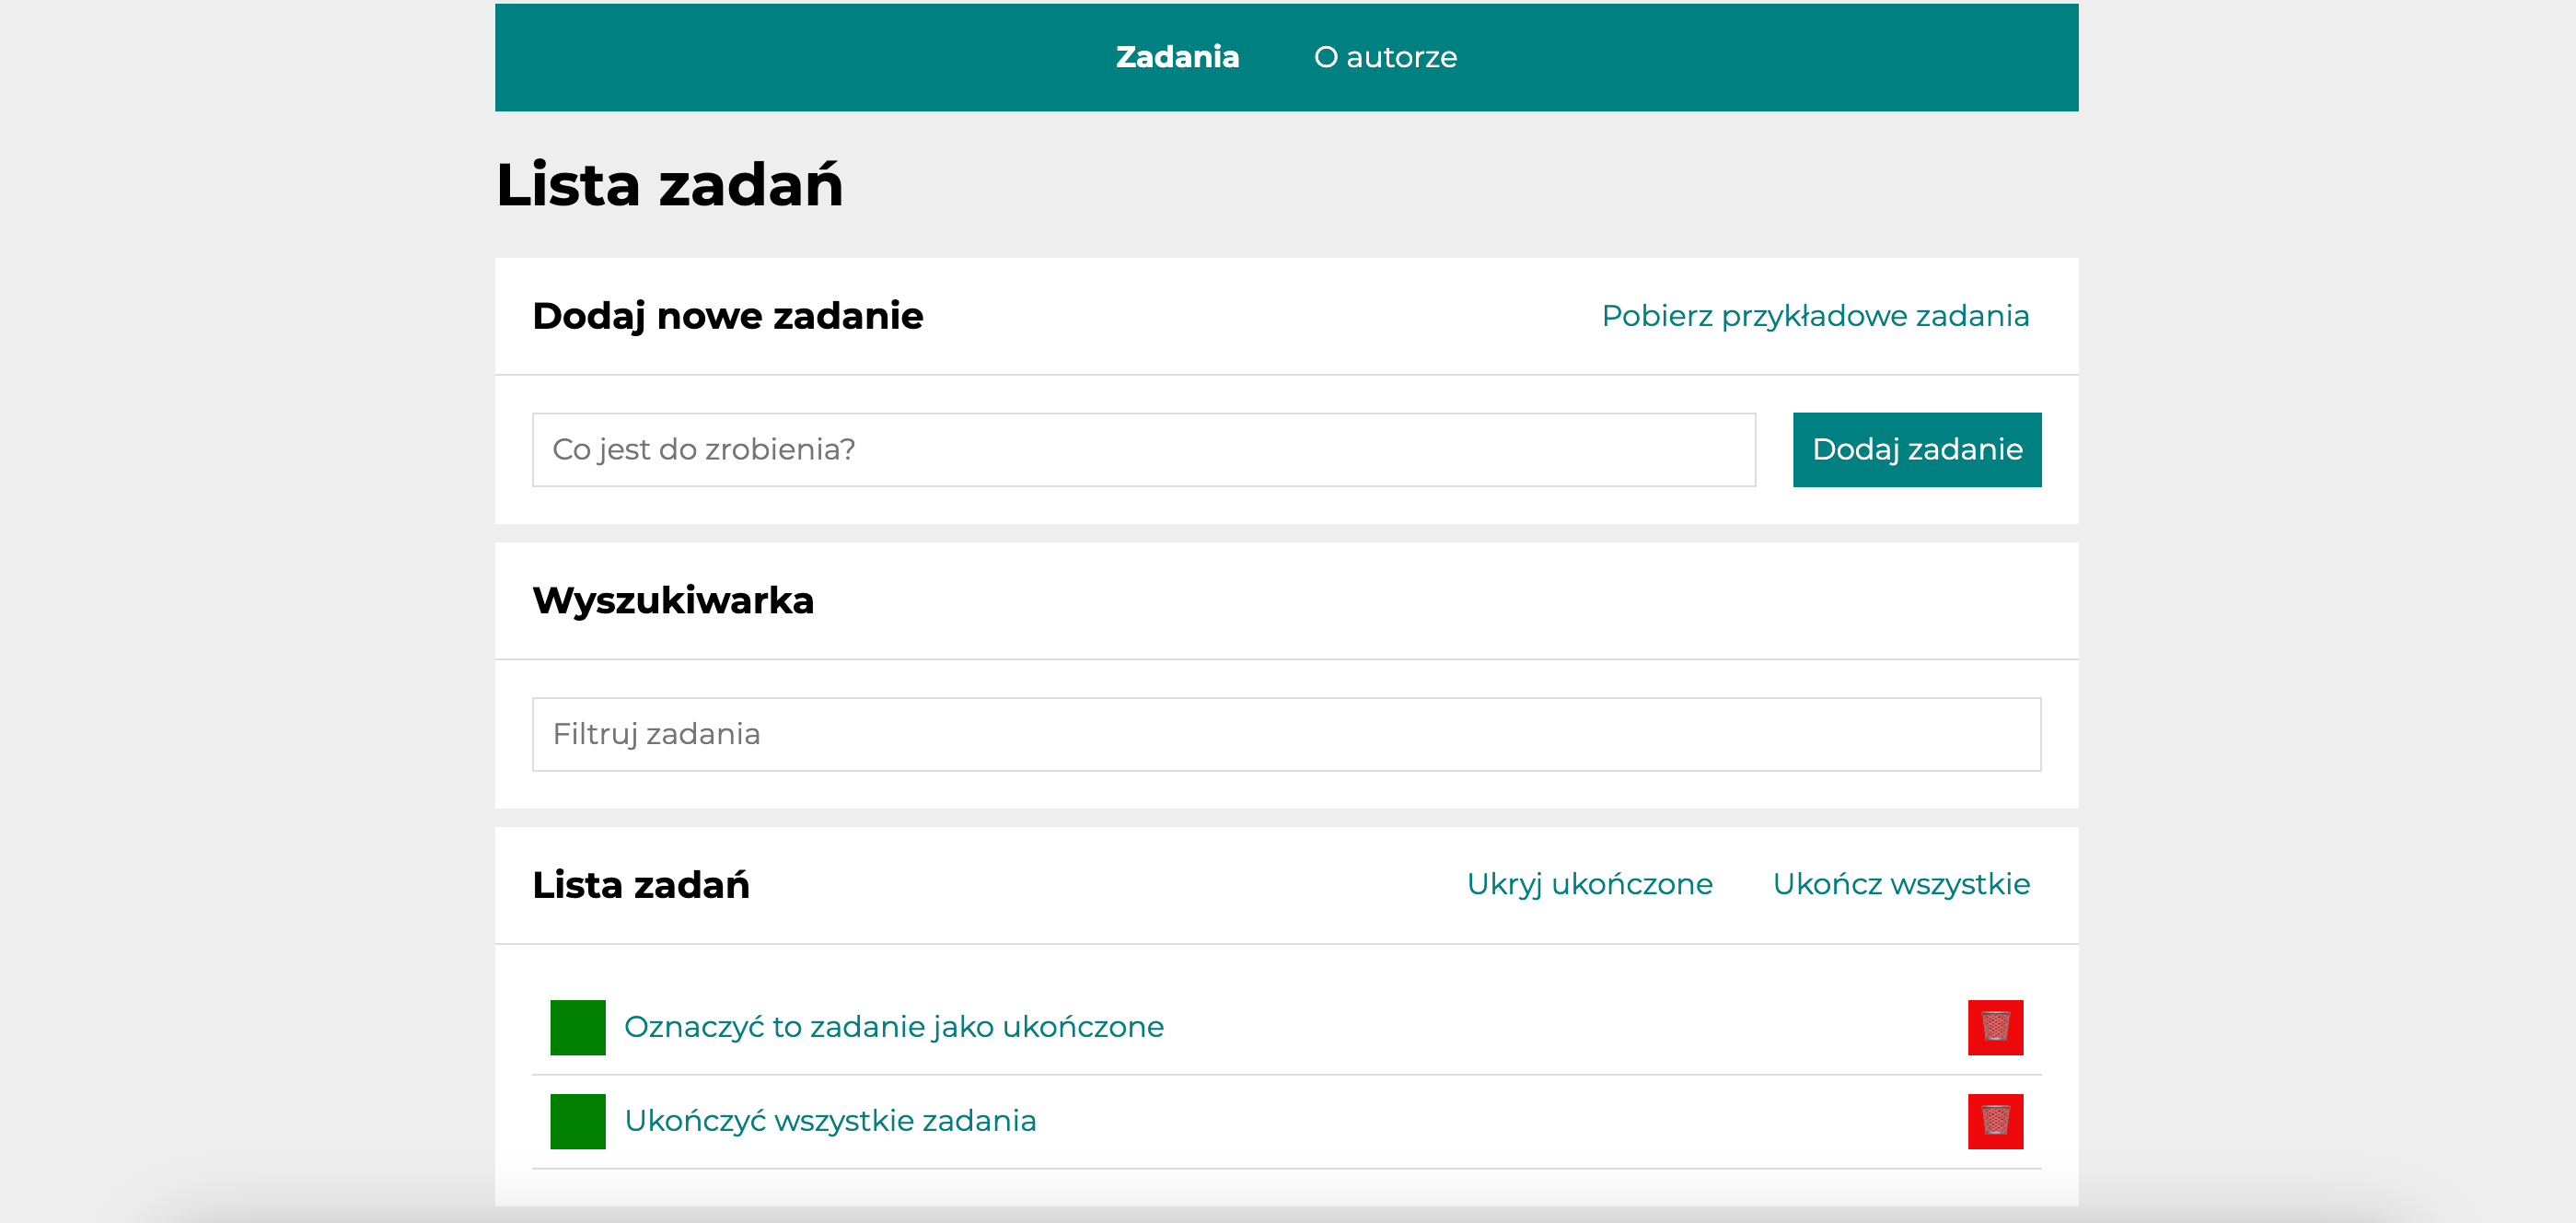 Zadania O autorze
Lista zadań
Dodaj nowe zadanie Pobierz przykładowe zadania
Co jest do zrobienia? Dodaj zadanie
Wyszukiwarka
Filtruj zadania
Lista zadań Ukryj ukończone Ukończ wszystkie
Oznaczyć to zadanie jako ukończone
Ukończyć wszystkie zadania